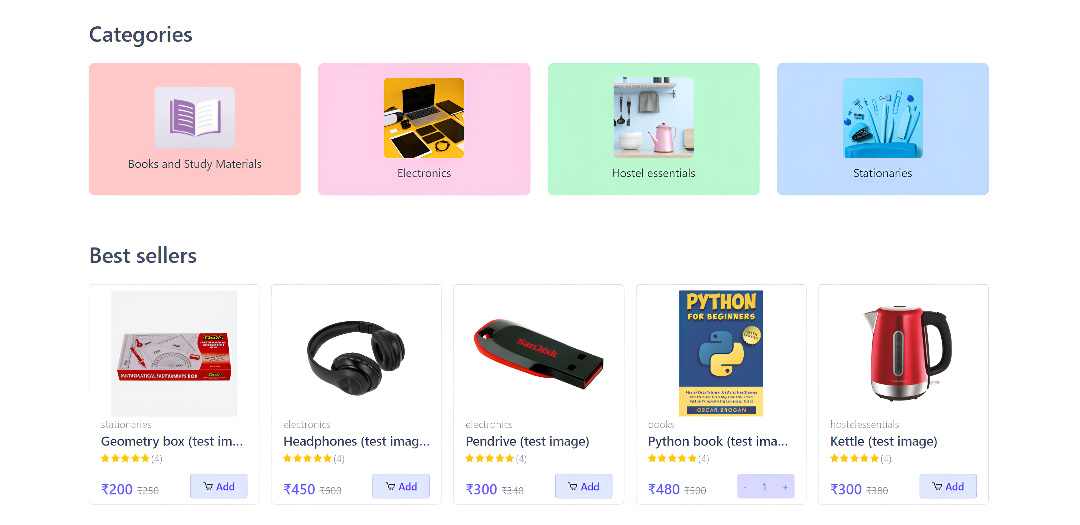 Categories
Books and Study Materials
Electronics
Hostel essentials
Stationaries
Best sellers
MATHEMATICAL INSTRUMENTS BOX
SanDisk
PYTHON
FOR BEGINNERS
OSCAR BROGAN
stationaries
Geometry box (test im...
(4)
₹200 ₹250
Add
electronics
Headphones (test imag...
(4)
₹450 ₹500
Add
electronics
Pendrive (test image)
(4)
₹300 ₹340
Add
books
Python book (test ima...
(4)
₹480 ₹500
- 1 +
hostelessentials
Kettle (test image)
(4)
₹300 ₹380
Add